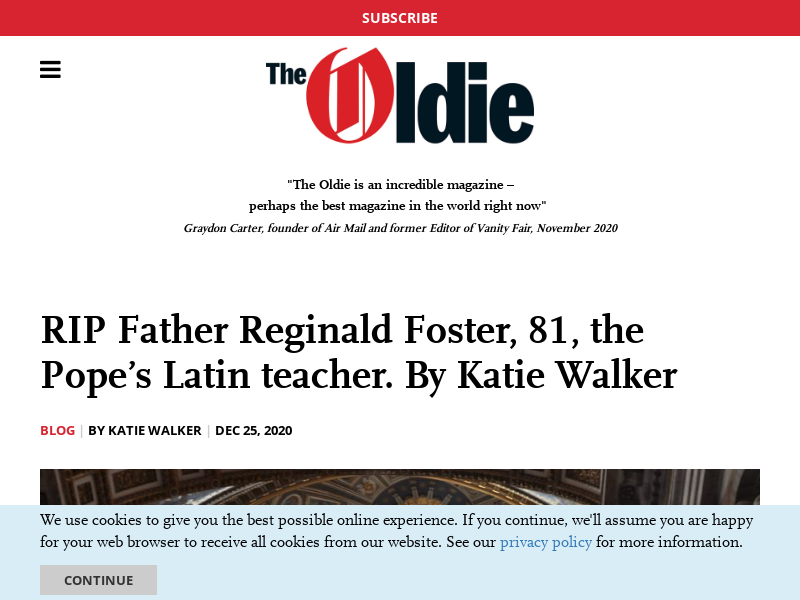 SUBSCRIBE
The Oldie
"The Oldie is an incredible magazine –
perhaps the best magazine in the world right now"
Graydon Carter, founder of Air Mail and former Editor of Vanity Fair, November 2020
RIP Father Reginald Foster, 81, the
Pope’s Latin teacher. By Katie Walker
BLOG | BY KATIE WALKER | DEC 25, 2020
We use cookies to give you the best possible online experience. If you continue, we'll assume you are happy
for your web browser to receive all cookies from our website. See our privacy policy for more information.
CONTINUE